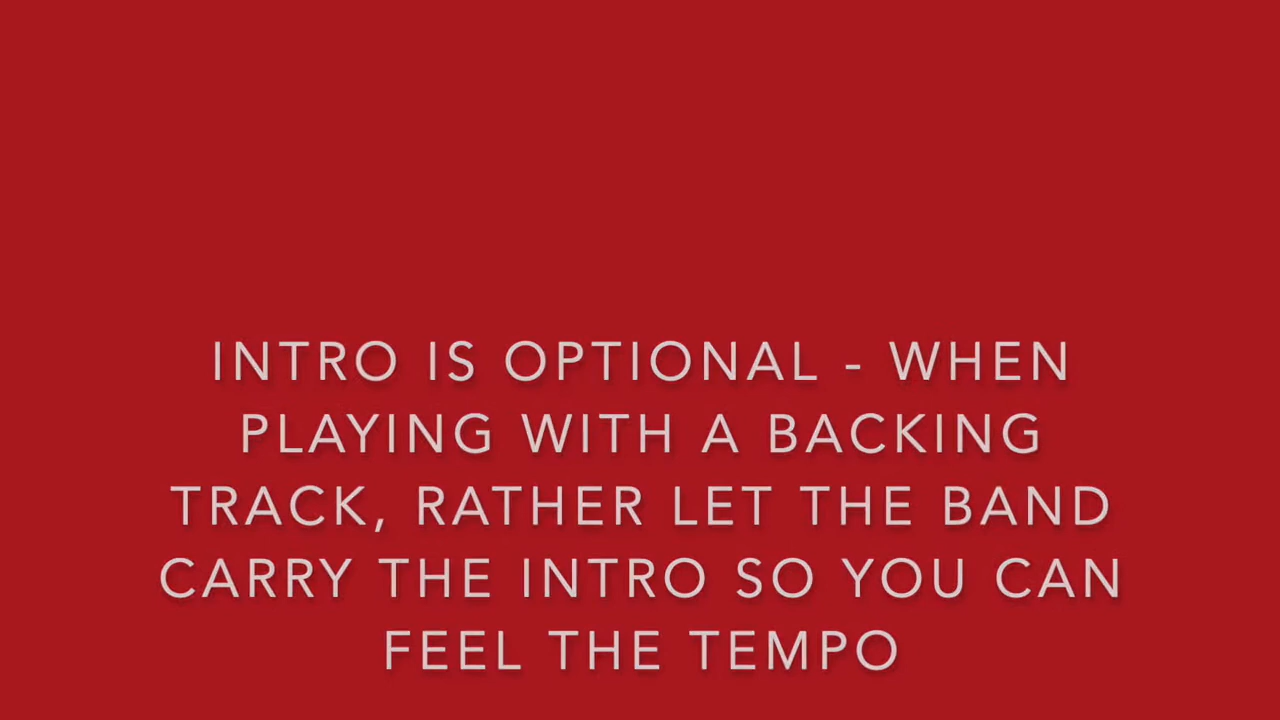 INTRO IS OPTIONAL - WHEN
PLAYING WITH A BACKING
TRACK, RATHER LET THE BAND
CARRY THE INTRO SO YOU CAN
FEEL THE TEMPO